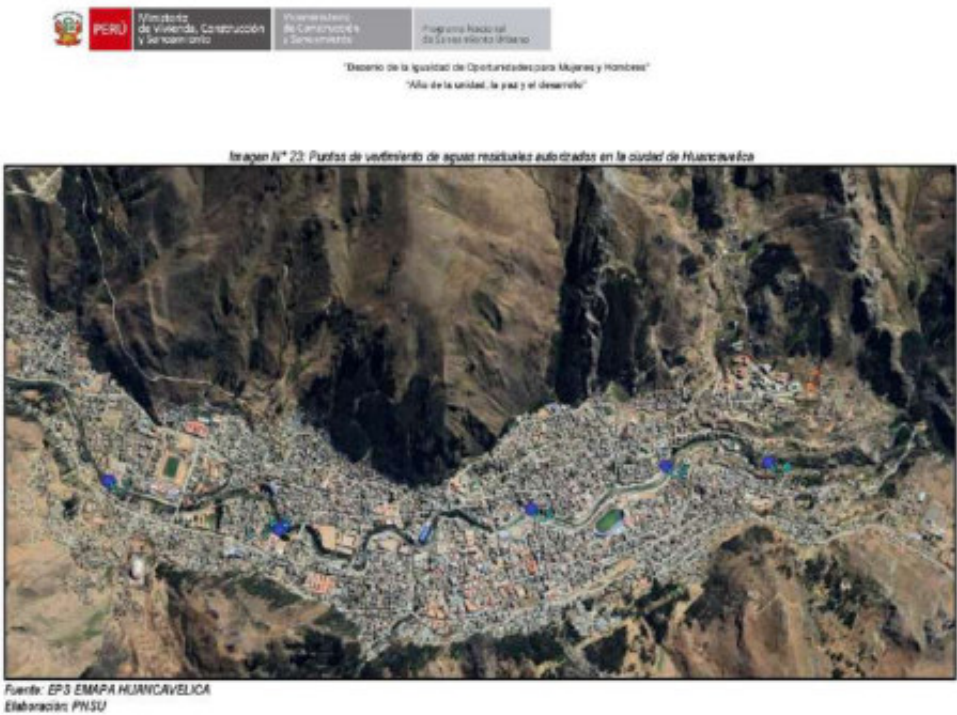 PERÚ
Ministerio
de Vivienda, Construcción
y Saneamiento
Viceministerio
de Construcción
y Saneamiento
Programa Nacional
de Saneamiento Urbano
"Decenio de la Igualdad de Oportunidades para Mujeres y Hombres"
"Año de la unidad, la paz y el desarrollo"
Imagen N° 23: Puntos de vertimiento de aguas residuales autorizados en la ciudad de Huancavelica
Fuente: EPS EMAPA HUANCAVELICA
Elaboración: PNSU